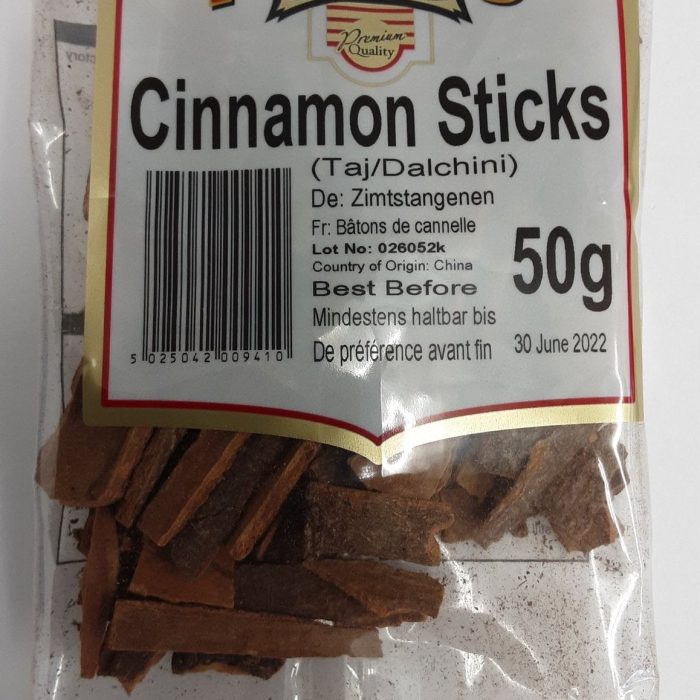 Premium
Quality
Cinnamon Sticks
(Taj/Dalchini)
De: Zimtstangenen
Fr: Bâtons de cannelle
Lot No: 026052k
Country of Origin: China
50g
Best Before
Mindestens haltbar bis
De préférence avant fin
30 June 2022
5 025042 009410